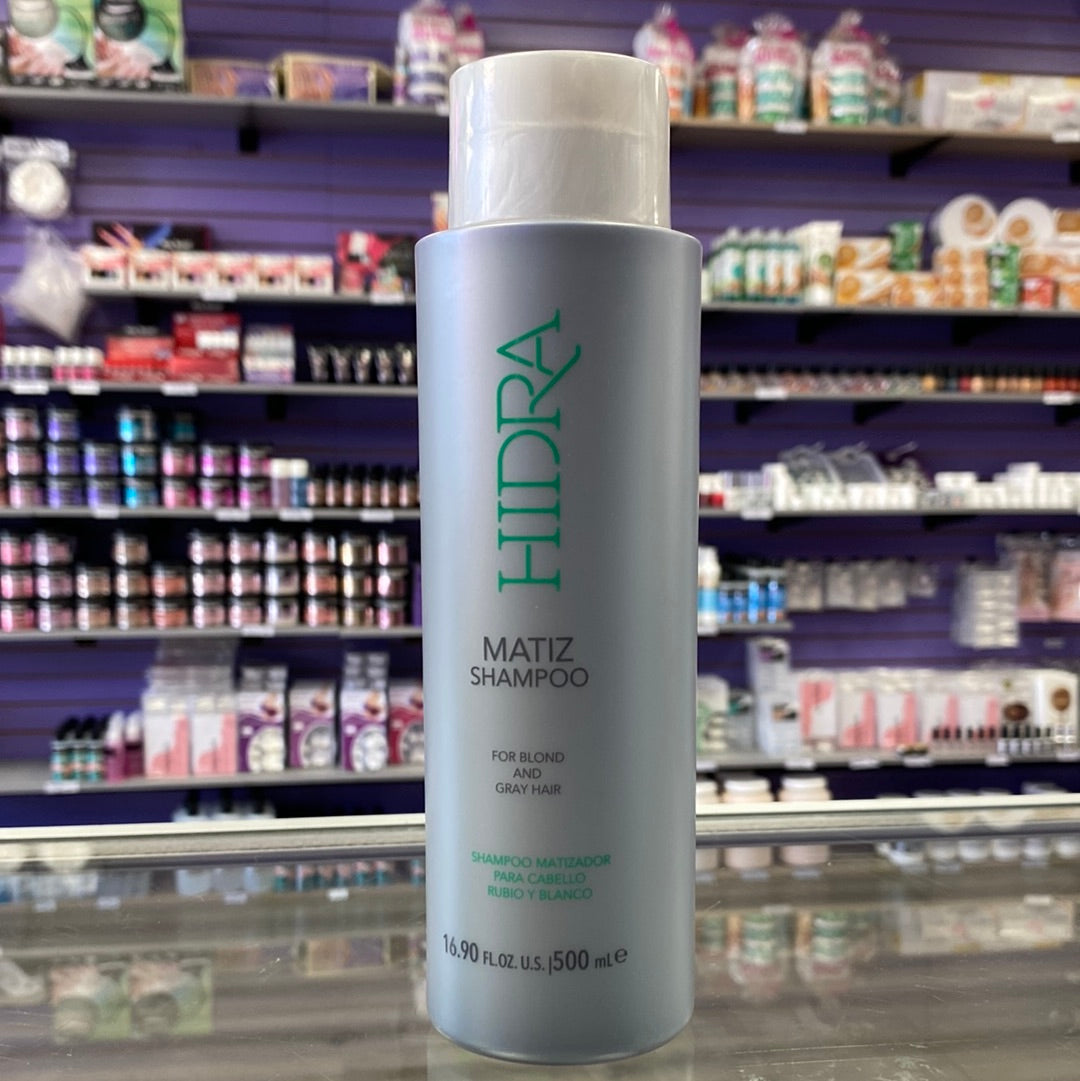 HIDRA
MATIZ
SHAMPOO
FOR BLOND
AND
GRAY HAIR
SHAMPOO MATIZADOR
PARA CABELLO
RUBIO Y BLANCO
16.90 FL.OZ. U.S.|500 mL℮